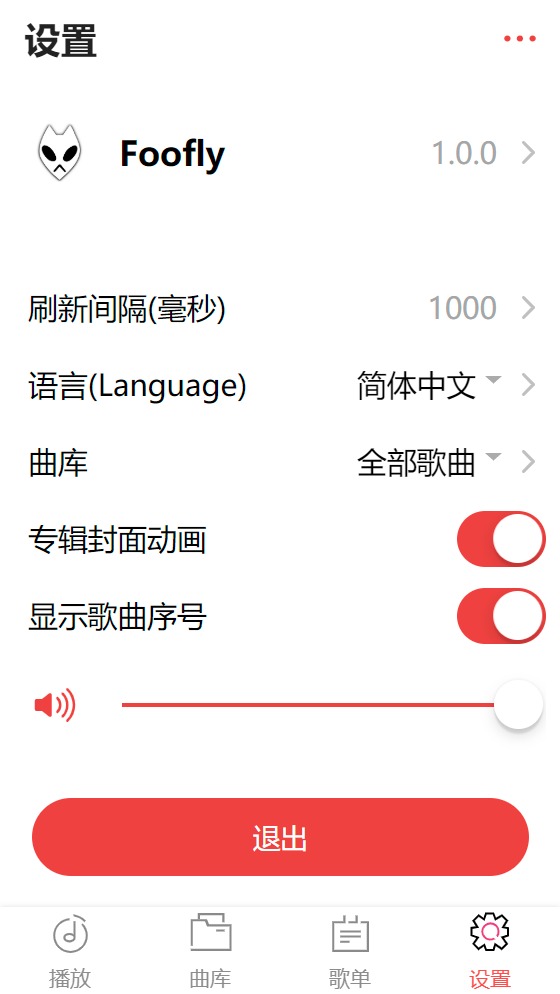 设置
Foofly 1.0.0
刷新间隔(毫秒) 1000
语言(Language) 简体中文
曲库 全部歌曲
专辑封面动画
显示歌曲序号
退出
播放 曲库 歌单 设置